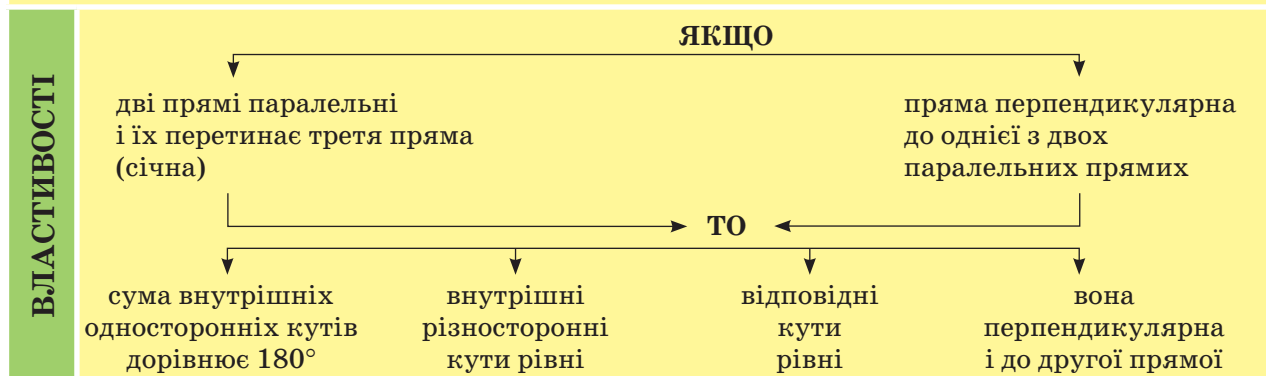 ВЛАСТИВОСТІ
ЯКЩО
дві прямі паралельні
і їх перетинає третя пряма
(січна)
пряма перпендикулярна
до однієї з двох
паралельних прямих
ТО
сума внутрішніх
односторонніх кутів
дорівнює 180°
внутрішні
різносторонні
кути рівні
відповідні
кути
рівні
вона
перпендикулярна
і до другої прямої